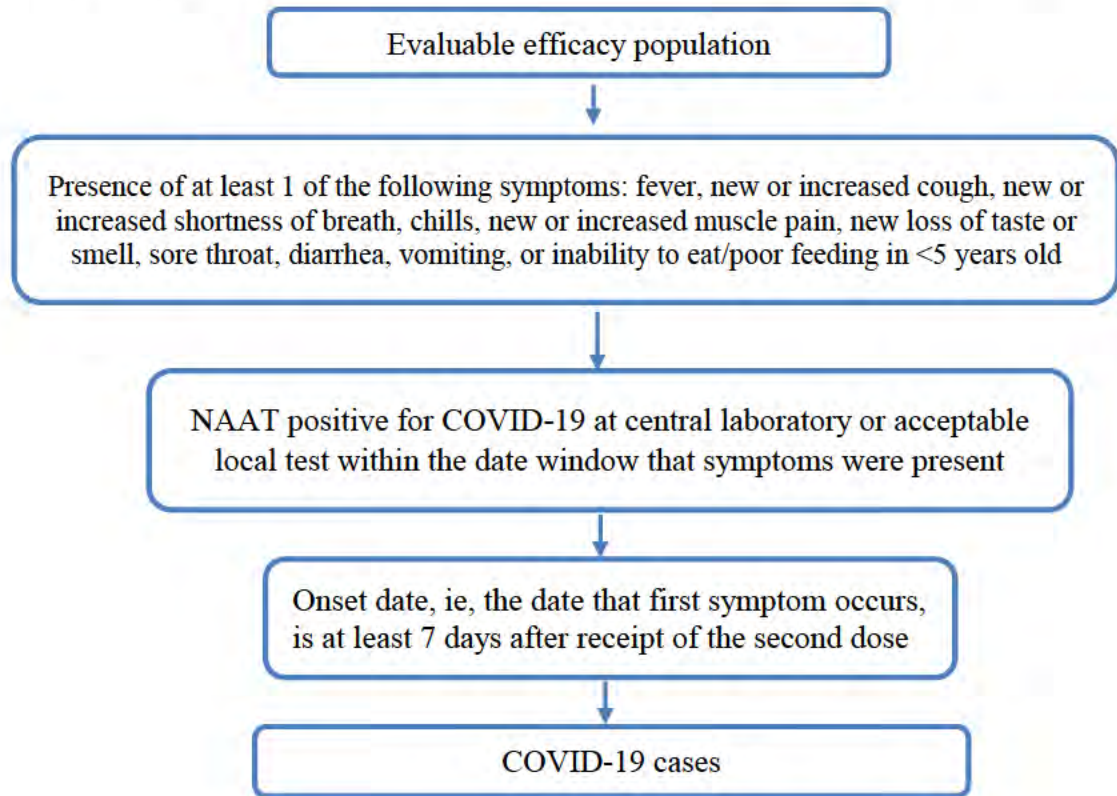 Evaluable efficacy population
Presence of at least 1 of the following symptoms: fever, new or increased cough, new or
increased shortness of breath, chills, new or increased muscle pain, new loss of taste or
smell, sore throat, diarrhea, vomiting, or inability to eat/poor feeding in <5 years old
NAAT positive for COVID-19 at central laboratory or acceptable
local test within the date window that symptoms were present
Onset date, ie, the date that first symptom occurs,
is at least 7 days after receipt of the second dose
COVID-19 cases